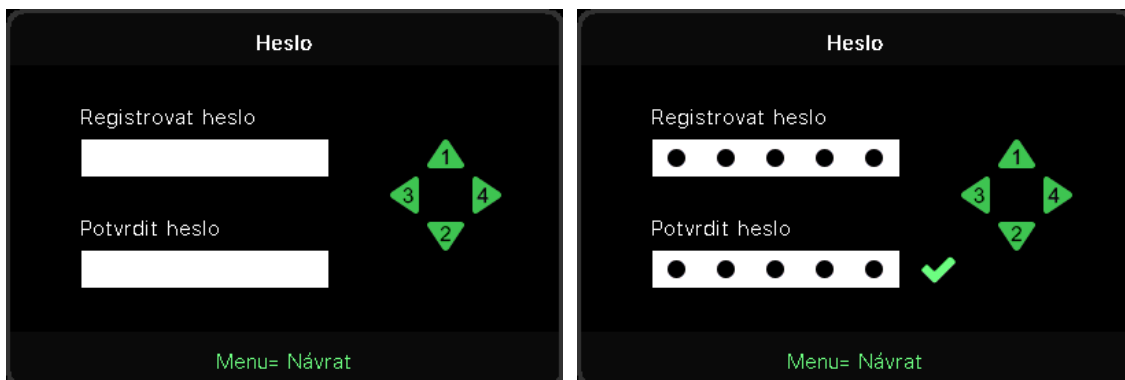 Heslo
Registrovat heslo
1
3
4
Potvrdit heslo
2
Menu= Návrat
Heslo
Registrovat heslo
1
3
4
Potvrdit heslo
2
Menu= Návrat